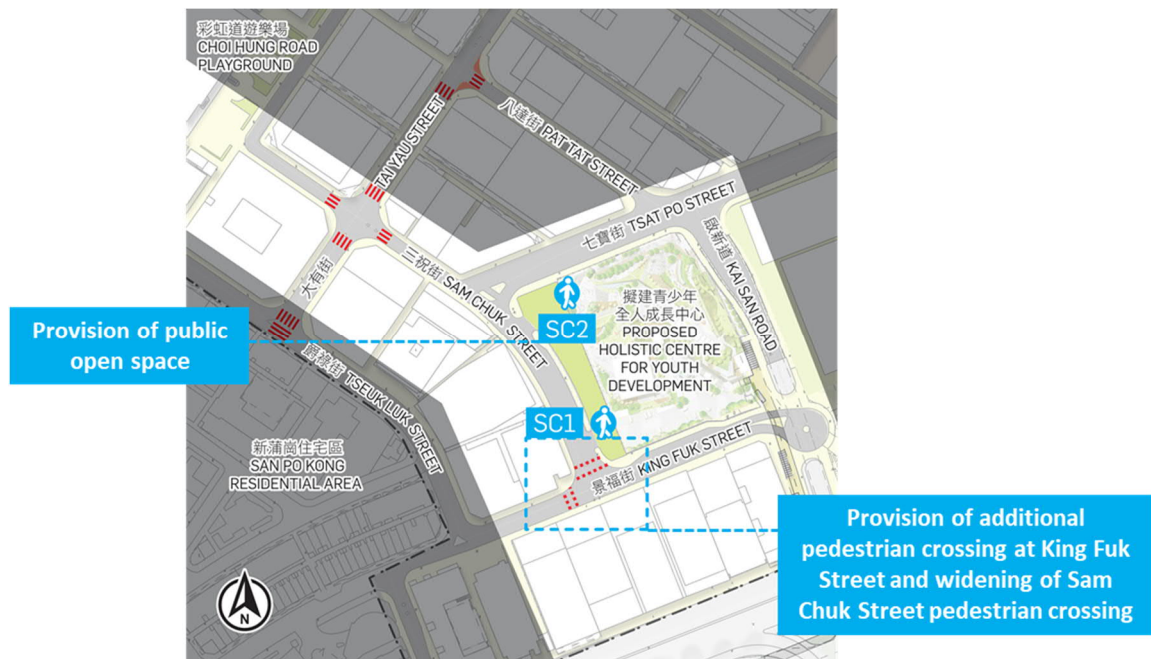 彩虹道遊樂場
CHOI HUNG ROAD
PLAYGROUND
TAI YAU STREET
八達街 PAT TAT STREET
七寶街 TSAT PO STREET
啟新道 KAI SAN ROAD
大有街
三祝街 SAM CHUK STREET
Provision of public
open space
SC2
擬建青少年
全人成長中心
PROPOSED
HOLISTIC CENTRE
FOR YOUTH
DEVELOPMENT
爵祿街 TSEUK LUK STREET
SC1
新蒲崗住宅區
SAN PO KONG
RESIDENTIAL AREA
景福街 KING FUK STREET
Provision of additional
pedestrian crossing at King Fuk
Street and widening of Sam
Chuk Street pedestrian crossing
N